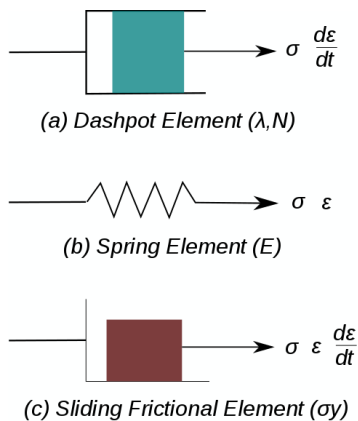 σ dε/dt
(a) Dashpot Element (λ,N)
σ ε
(b) Spring Element (E)
σ ε dε/dt
(c) Sliding Frictional Element (σy)